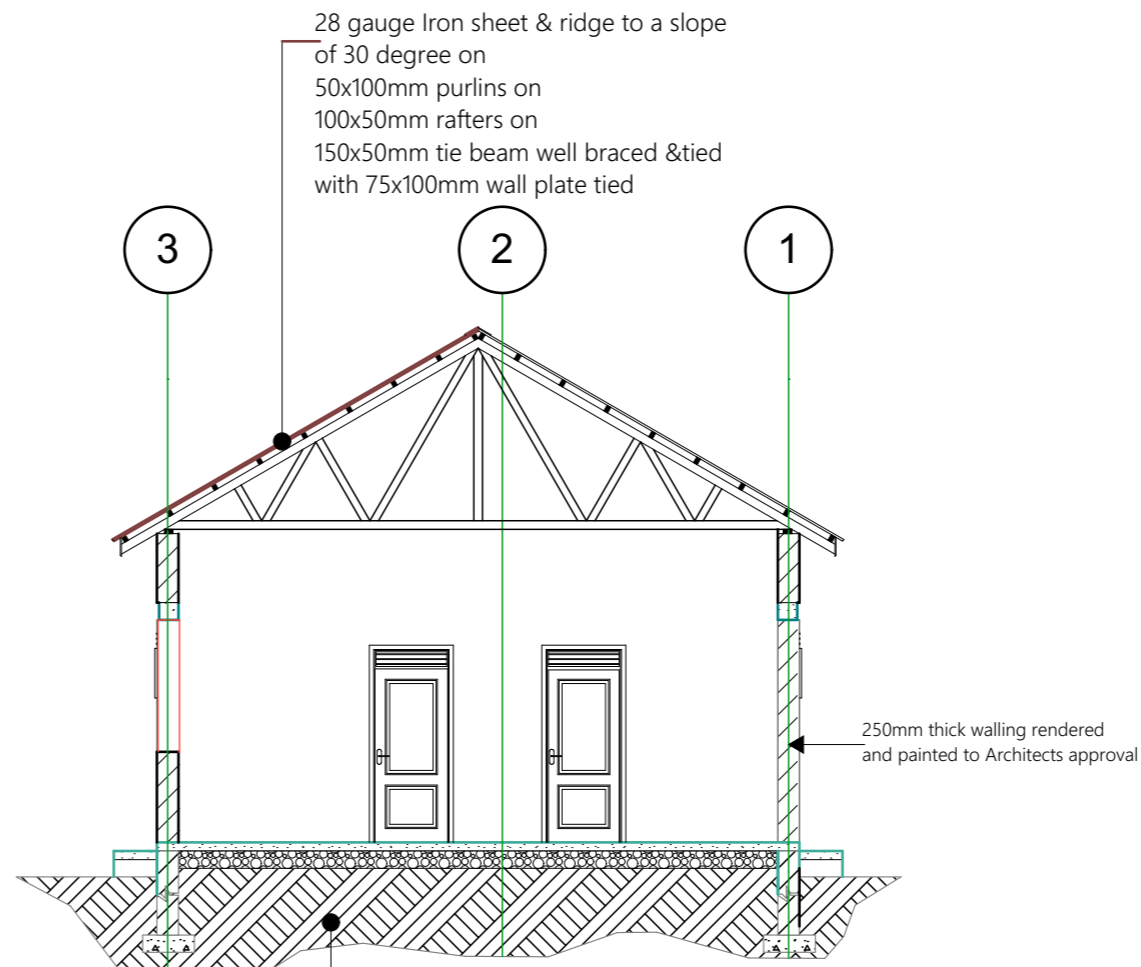 28 gauge Iron sheet & ridge to a slope
of 30 degree on
50x100mm purlins on
100x50mm rafters on
150x50mm tie beam well braced &tied
with 75x100mm wall plate tied
3
2
1
250mm thick walling rendered
and painted to Architects approval